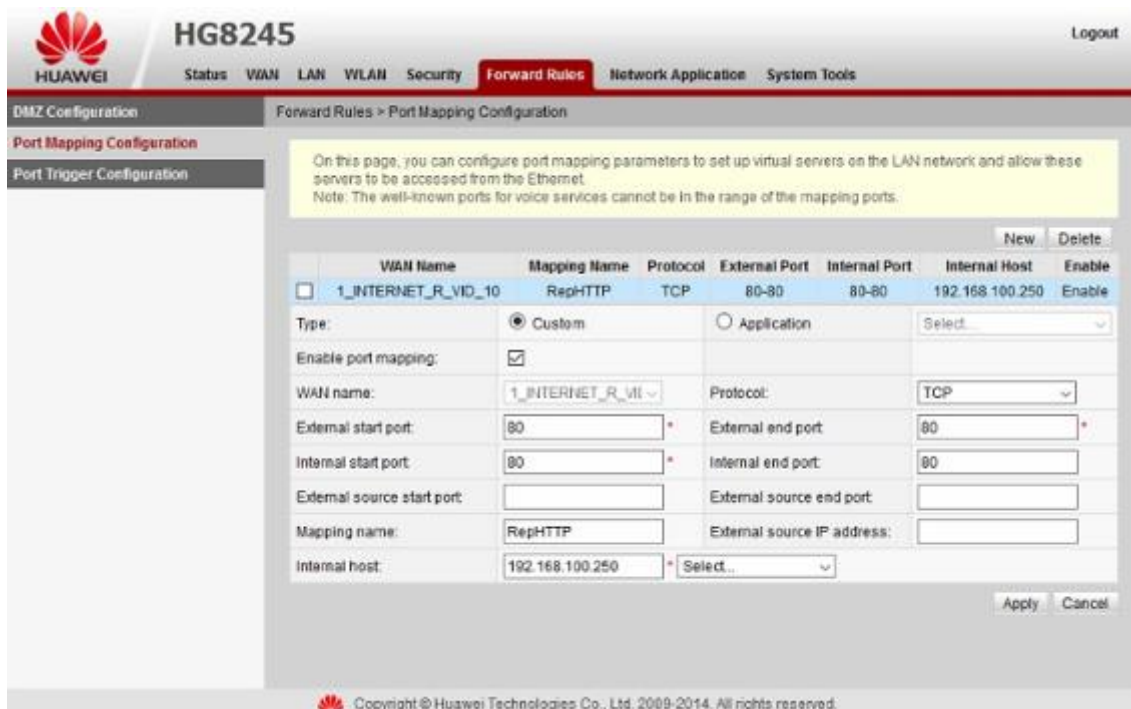 HG8245
Logout
HUAWEI
Status WAN LAN WLAN Security Forward Rules Network Application System Tools
DMZ Configuration
Forward Rules > Port Mapping Configuration
Port Mapping Configuration
Port Trigger Configuration
On this page, you can configure port mapping parameters to set up virtual servers on the LAN network and allow these
servers to be accessed from the Ethernet.
Note: The well-known ports for voice services cannot be in the range of the mapping ports.
New Delete
WAN Name Mapping Name Protocol External Port Internal Port Internal Host Enable
1_INTERNET_R_VID_10 RepHTTP TCP 80-80 80-80 192.168.100.250 Enable
Type: Custom Application Select...
Enable port mapping:
WAN name: 1_INTERNET_R_VII Protocol: TCP
External start port: 80 * External end port: 80 *
Internal start port: 80 * Internal end port: 80
External source start port: External source end port:
Mapping name: RepHTTP External source IP address:
Internal host: 192.168.100.250 * Select...
Apply Cancel
Copyright © Huawei Technologies Co., Ltd. 2009-2014. All rights reserved.